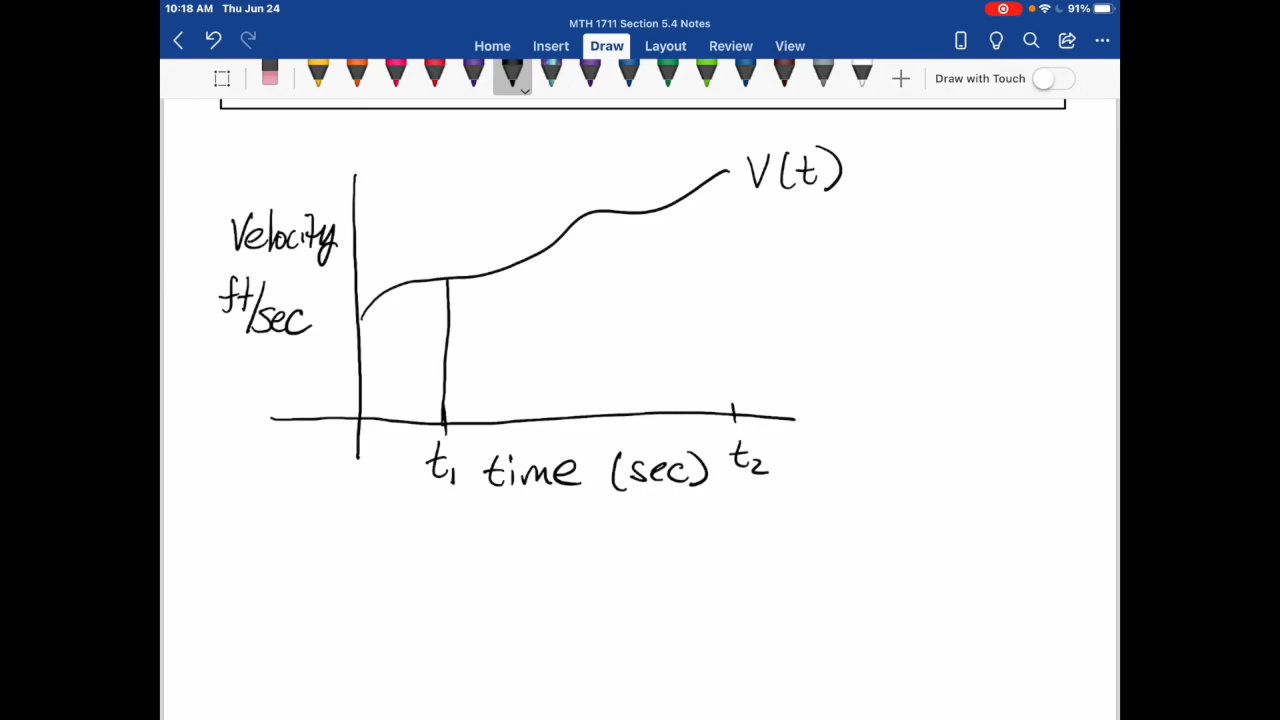 10:18 AM Thu Jun 24
91%
MTH 1711 Section 5.4 Notes
Home Insert Draw Layout Review View
Draw with Touch
V(t)
Velocity
ft/sec
t₁ time (sec) t₂